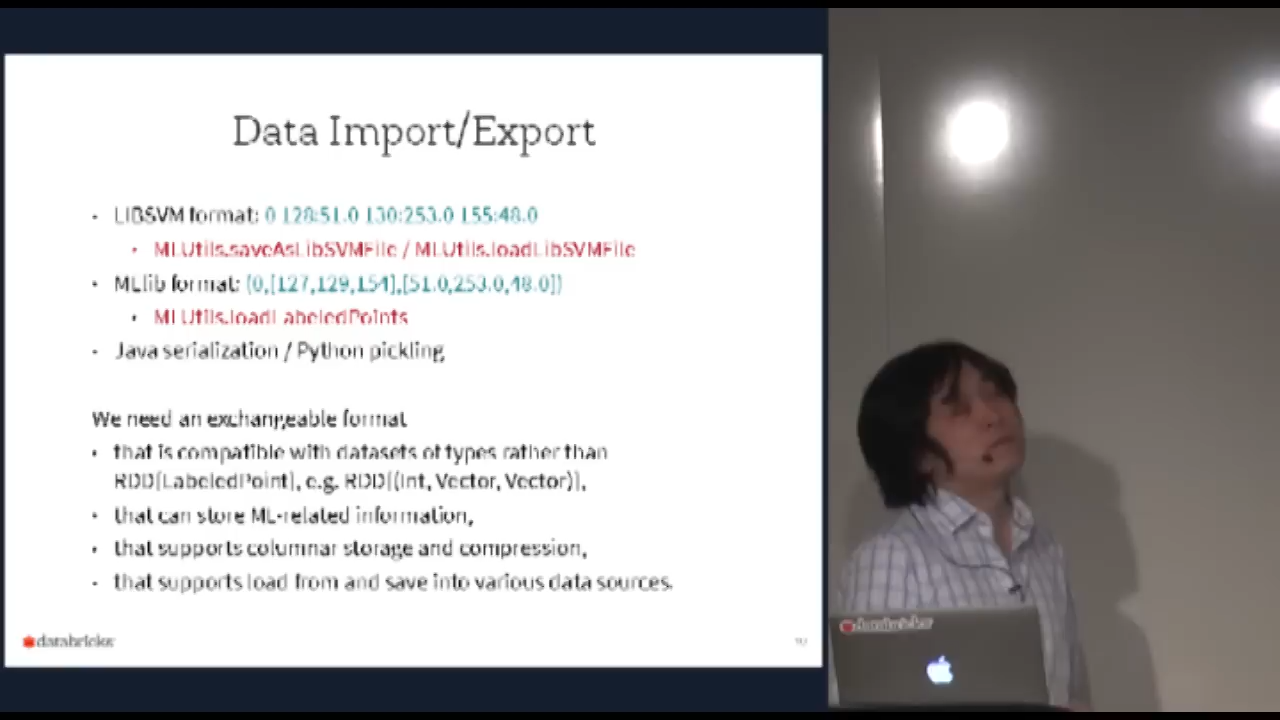 Data Import/Export
• LIBSVM format: 0 128:51.0 130:253.0 155:48.0
• MLUtils.saveAsLibSVMFile / MLUtils.loadLibSVMFile
• MLlib format: (0,[127,129,154],[51.0,253.0,48.0])
• MLUtils.loadLabeledPoints
• Java serialization / Python pickling
We need an exchangeable format
• that is compatible with datasets of types rather than
RDD[LabeledPoint], e.g. RDD[(Int, Vector, Vector)],
• that can store ML-related information,
• that supports columnar storage and compression,
• that supports load from and save into various data sources.
databricks
databricks